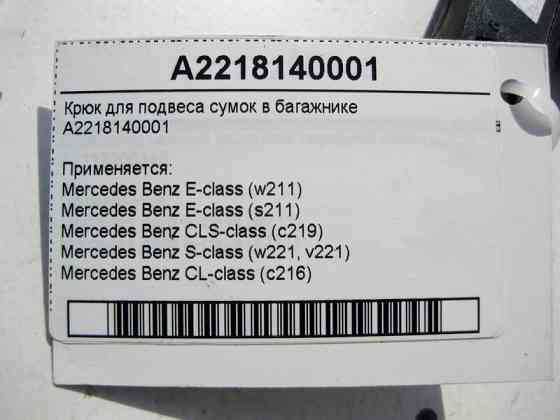 A2218140001
Крюк для подвеса сумок в багажнике
A2218140001
Применяется:
Mercedes Benz E-class (w211)
Mercedes Benz E-class (s211)
Mercedes Benz CLS-class (c219)
Mercedes Benz S-class (w221, v221)
Mercedes Benz CL-class (c216)